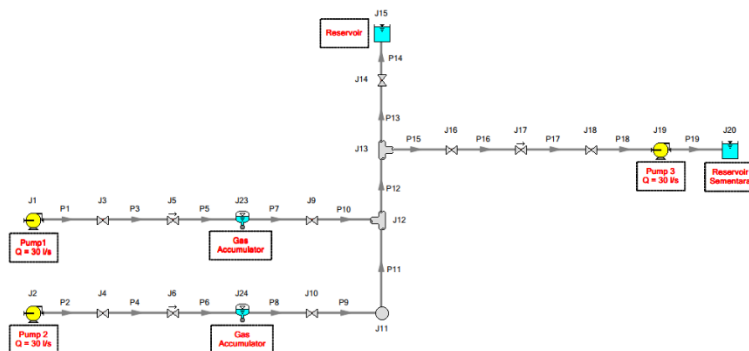 J15
Reservoir
P14
J14
P13
P15 J16 P16 J17 P17 J18 P18 J19 P19 J20
J13
Pump 3
Q = 30 l/s
Reservoir
Sementara
P12
J1 P1 J3 P3 J5 P5 J23 P7 J9 P10
J12
Pump1
Q = 30 l/s
Gas
Accumulator
P11
J2 P2 J4 P4 J6 P6 J24 P8 J10 P9
J11
Pump 2
Q = 30 l/s
Gas
Accumulator